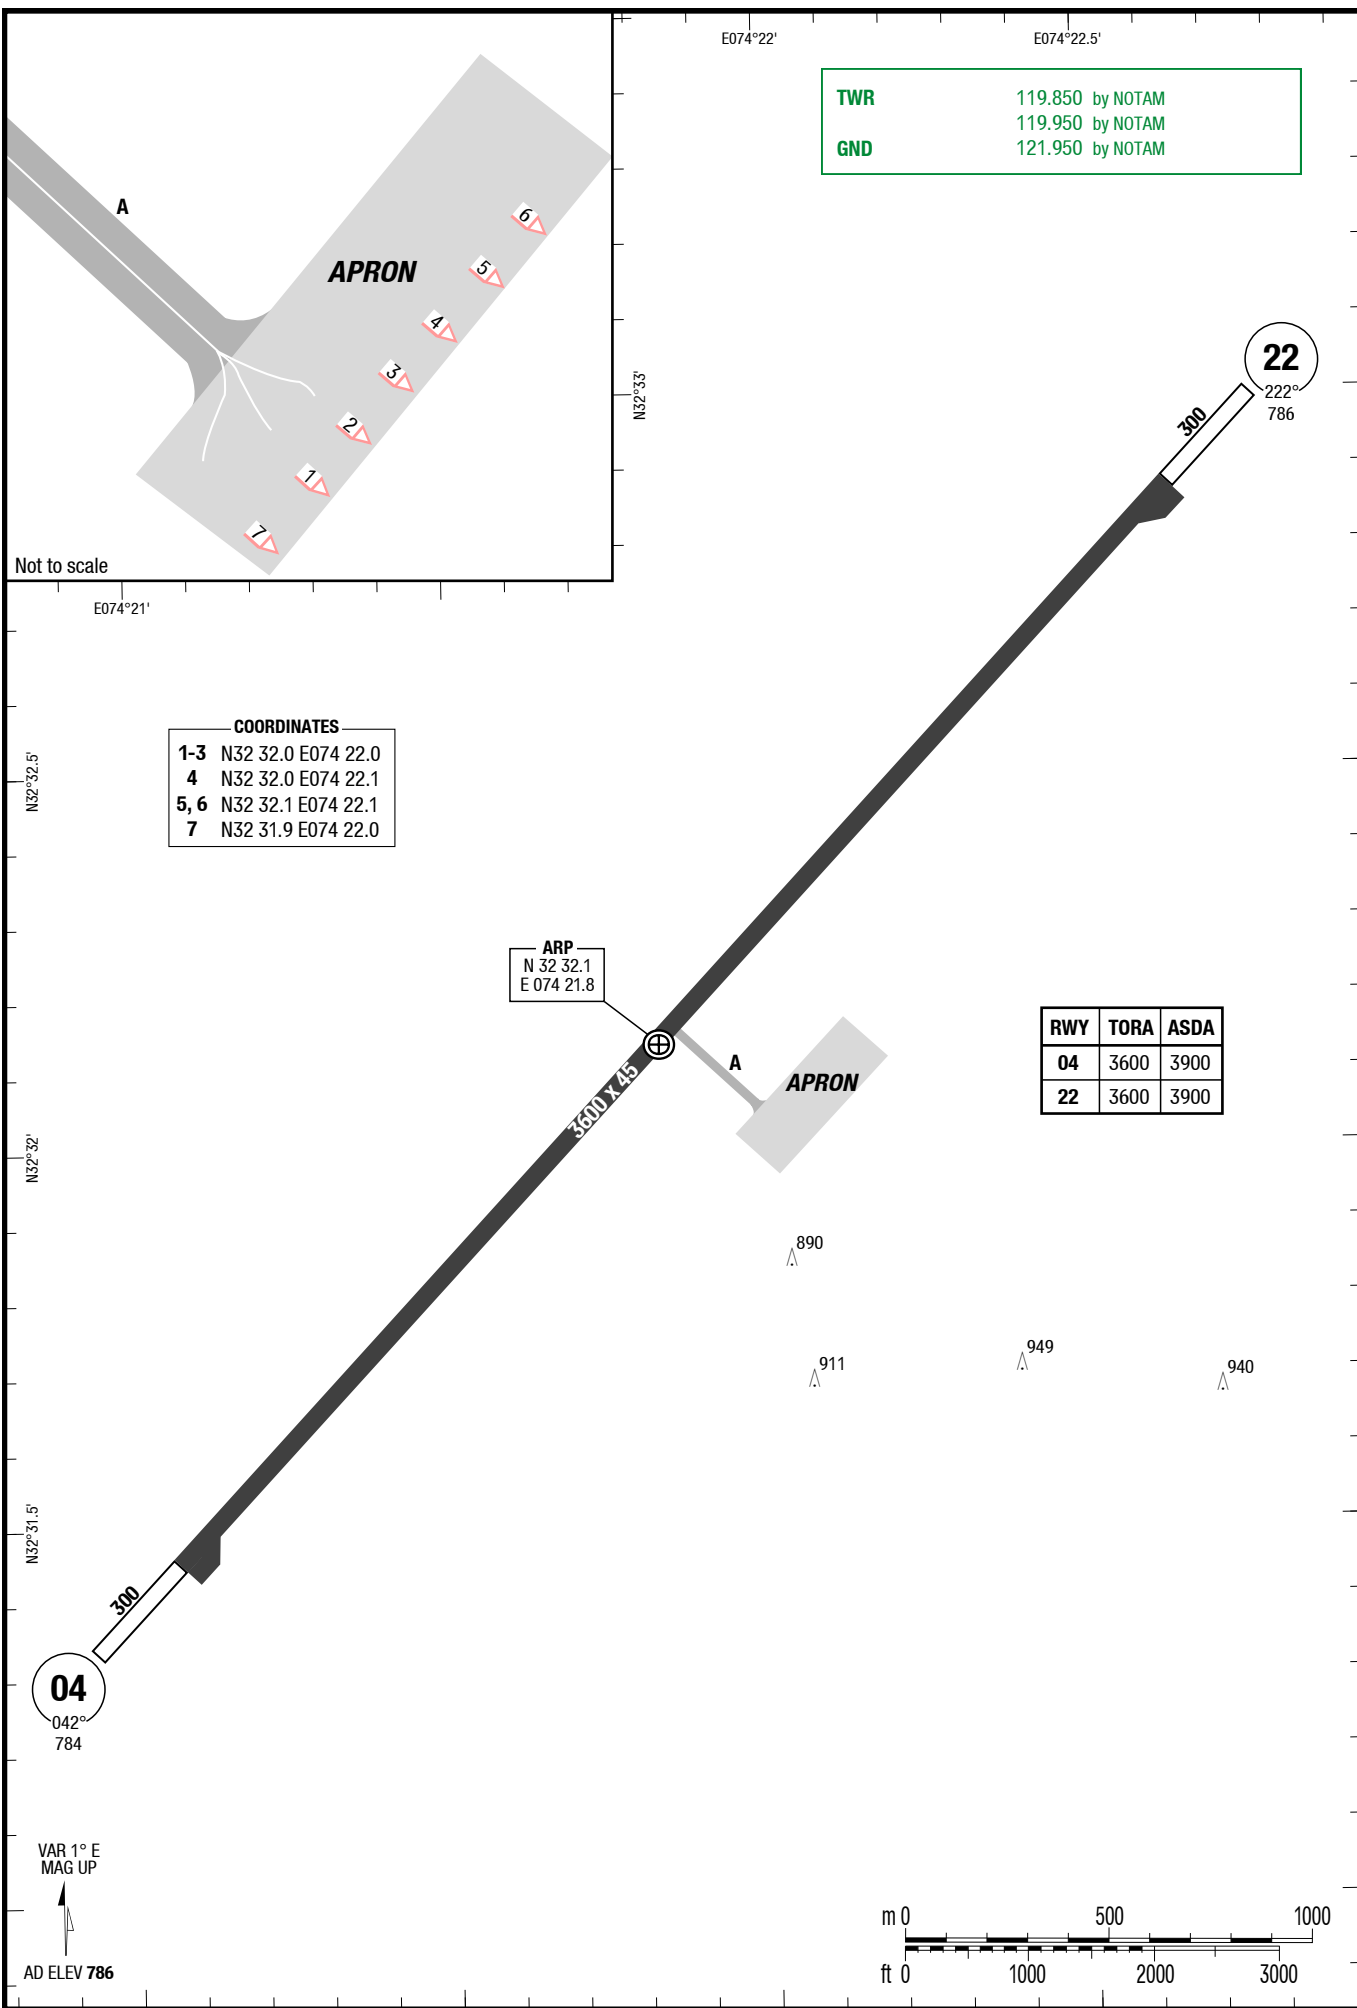 E074°22'
E074°22.5'
TWR 119.850 by NOTAM
119.950 by NOTAM
GND 121.950 by NOTAM
A
APRON
6
5
4
3
2
1
7
Not to scale
N32°33'
E074°21'
22
222°
786
300
COORDINATES
1-3 N32 32.0 E074 22.0
4 N32 32.0 E074 22.1
5, 6 N32 32.1 E074 22.1
7 N32 31.9 E074 22.0
N32°32.5'
ARP
N 32 32.1
E 074 21.8
3600 x 45
A
APRON
RWY TORA ASDA
04 3600 3900
22 3600 3900
N32°32'
890
911
949
940
N32°31.5'
300
04
042°
784
VAR 1° E
MAG UP
AD ELEV 786
m 0 500 1000
ft 0 1000 2000 3000